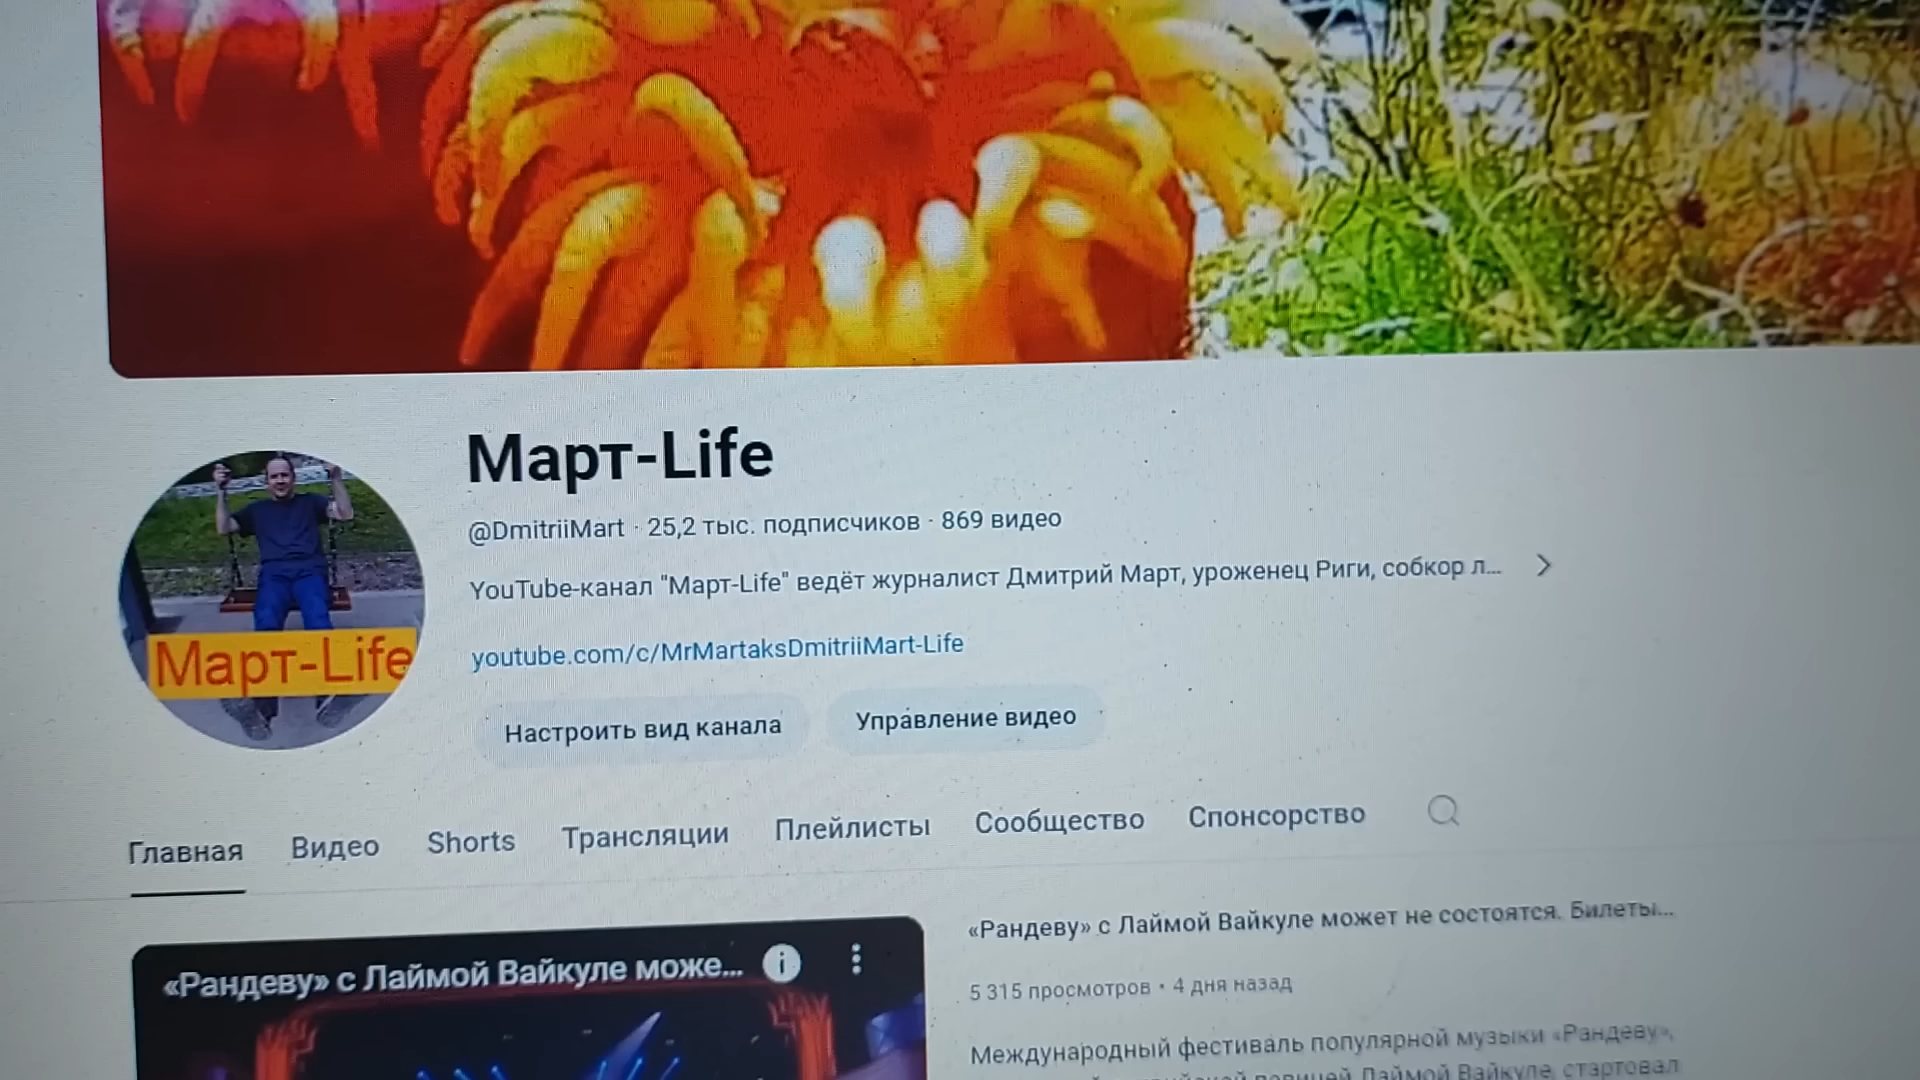 Март-Life
@DmitriiMart · 25,2 тыс. подписчиков · 869 видео
YouTube-канал "Март-Life" ведёт журналист Дмитрий Март, уроженец Риги, собкор л...
youtube.com/c/MrMartaksDmitriiMart-Life
Март-Life
Настроить вид канала Управление видео
Главная Видео Shorts Трансляции Плейлисты Сообщество Спонсорство
«Рандеву» с Лаймой Вайкуле може...
«Рандеву» с Лаймой Вайкуле может не состоятся. Билеты...
5 315 просмотров • 4 дня назад
Международный фестиваль популярной музыки «Рандеву»,
певицей Лаймой Вайкуле, стартовал